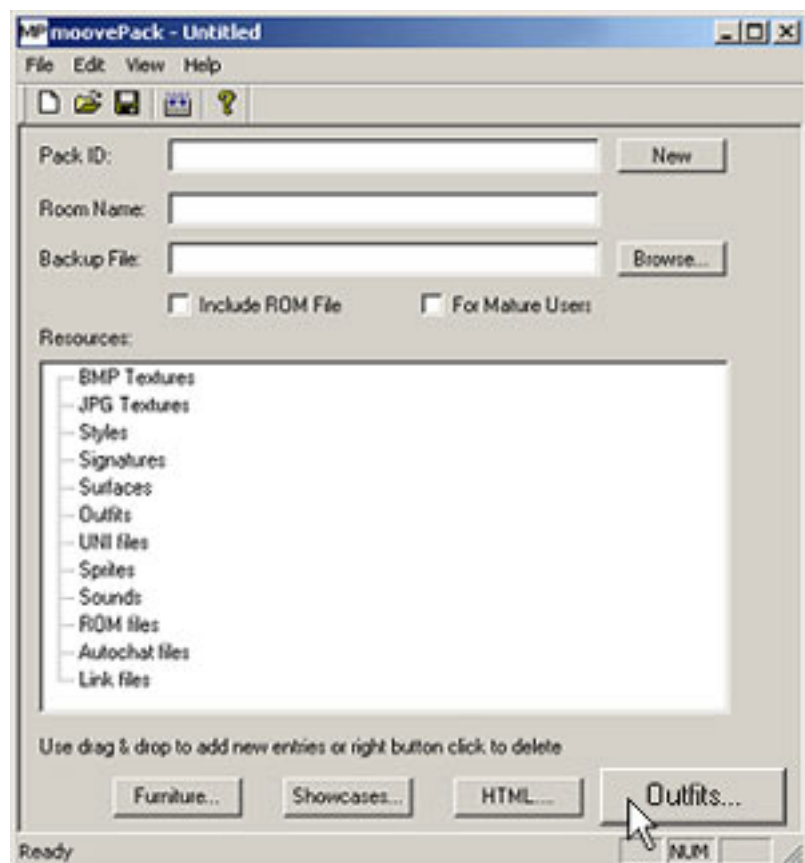 MP moovePack - Untitled
File Edit View Help
Pack ID: New
Room Name:
Backup File: Browse...
Include ROM File For Mature Users
Resources:
BMP Textures
JPG Textures
Styles
Signatures
Surfaces
Outfits
UNI files
Sprites
Sounds
ROM files
Autochat files
Link files
Use drag & drop to add new entries or right button click to delete
Furniture... Showcases... HTML... Outfits...
Ready NUM